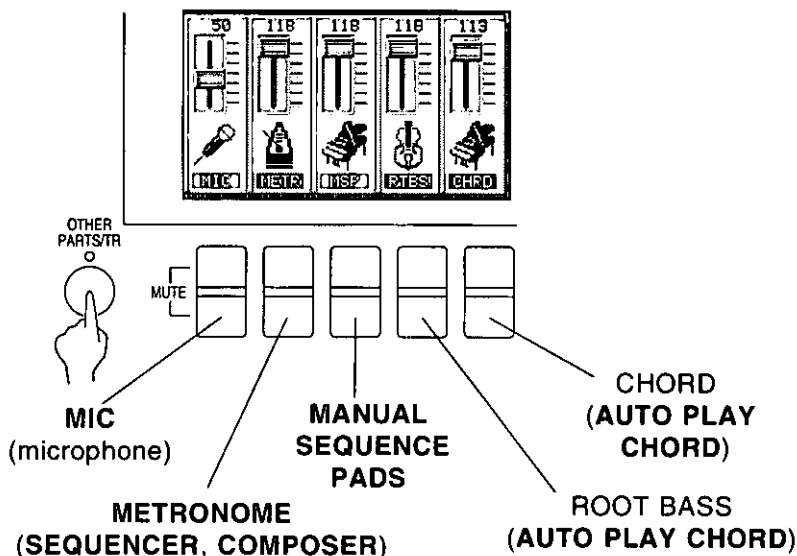 50 118 118 118 113
MIC METR MSP RTBS CHRD
OTHER
PARTS/TR
MUTE
MIC
(microphone)
METRONOME
(SEQUENCER, COMPOSER)
MANUAL
SEQUENCE
PADS
ROOT BASS
(AUTO PLAY CHORD)
CHORD
(AUTO PLAY
CHORD)